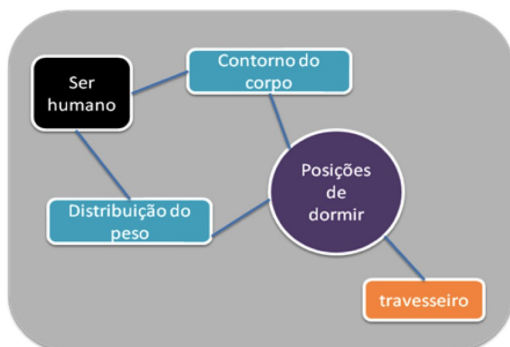 Ser
humano
Contorno do
corpo
Posições
de
dormir
Distribuição do
peso
travesseiro